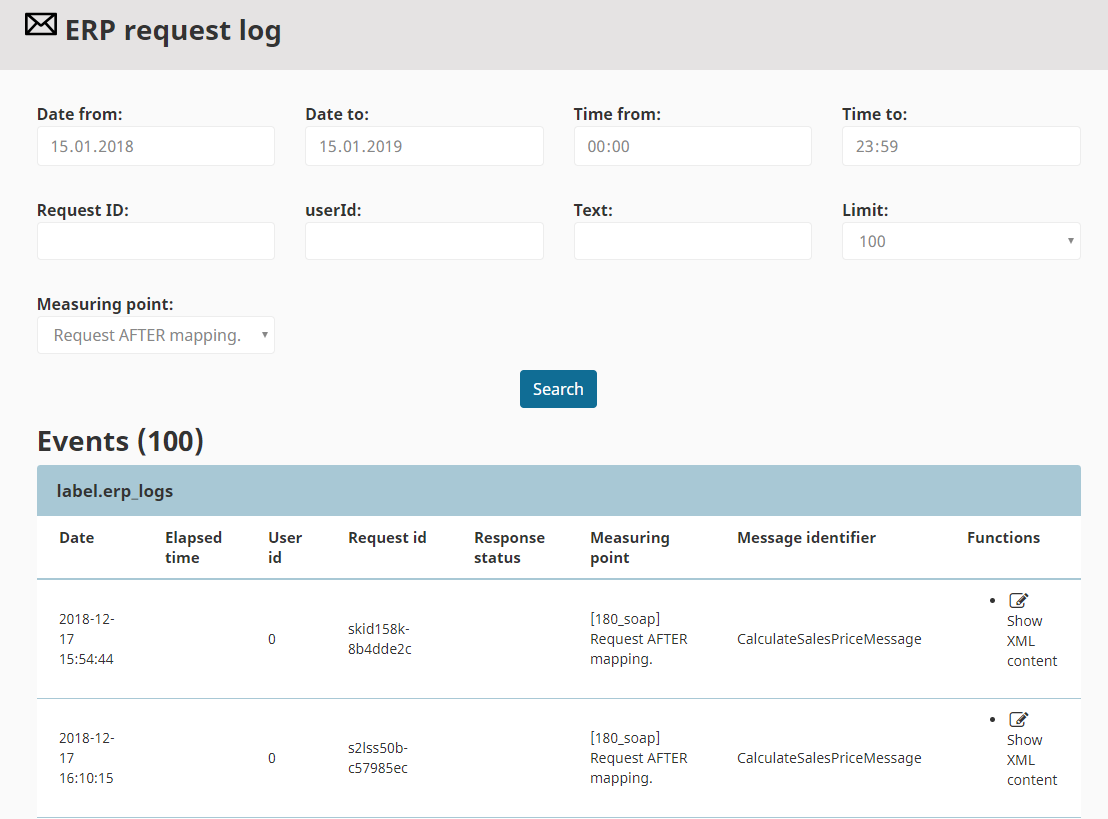 ERP request log
Date from: Date to: Time from: Time to:
15.01.2018 15.01.2019 00:00 23:59
Request ID: userId: Text: Limit:
100
Measuring point:
Request AFTER mapping.
Search
Events (100)
label.erp_logs
Date Elapsed time User id Request id Response status Measuring point Message identifier Functions
2018-12-
17
15:54:44
0
skid158k-
8b4dde2c
[180_soap]
Request AFTER
mapping.
CalculateSalesPriceMessage
Show
XML
content
2018-12-
17
16:10:15
0
s2lss50b-
c57985ec
[180_soap]
Request AFTER
mapping.
CalculateSalesPriceMessage
Show
XML
content